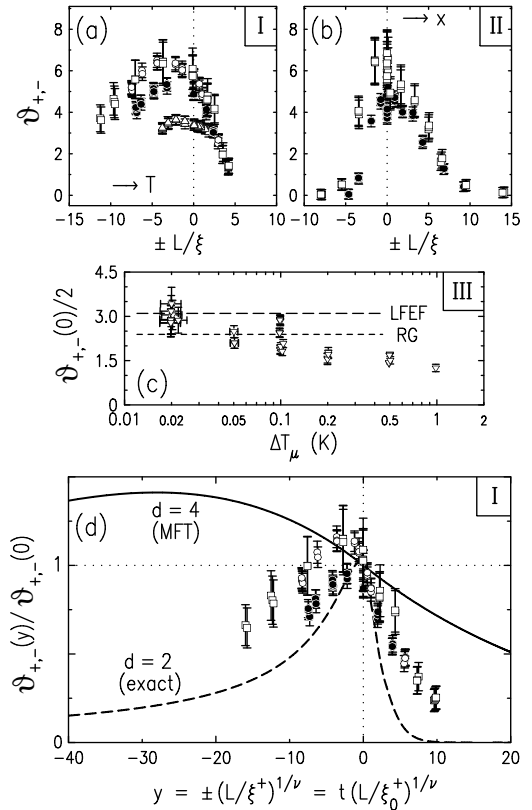 (a) I
ϑ+,−
8
6
4
2
0
→ T
−15 −10 −5 0 5 10
± L/ξ
(b) → x II
−10 −5 0 5 10 15
± L/ξ
ϑ+,−(0)/2
4.5
3.0
1.5
0
III
LFEF
RG
(c)
0.01 0.02 0.05 0.1 0.2 0.5 1 2
ΔTμ (K)
ϑ+,−(y)/ϑ+,−(0)
1
0
(d) I
d = 4
(MFT)
d = 2
(exact)
−40 −30 −20 −10 0 10 20
y = ±(L/ξ⁺)^1/ν = t(L/ξ₀⁺)^1/ν